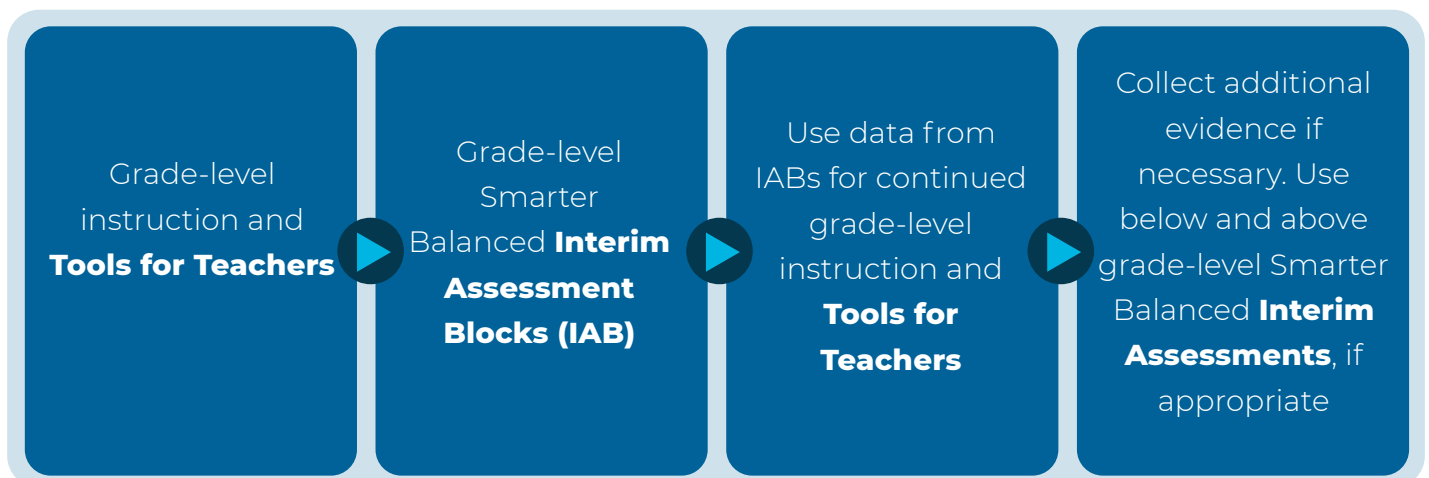 Grade-level
instruction and
Tools for Teachers
Grade-level
Smarter
Balanced Interim
Assessment
Blocks (IAB)
Use data from
IABs for continued
grade-level
instruction and
Tools for
Teachers
Collect additional
evidence if
necessary. Use
below and above
grade-level Smarter
Balanced Interim
Assessments, if
appropriate